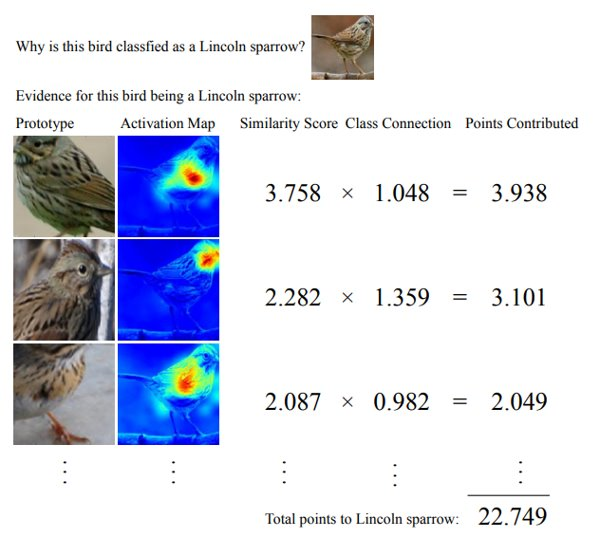 Why is this bird classfied as a Lincoln sparrow?
Evidence for this bird being a Lincoln sparrow:
Prototype Activation Map Similarity Score Class Connection Points Contributed
3.758 × 1.048 = 3.938
2.282 × 1.359 = 3.101
2.087 × 0.982 = 2.049
⋮ ⋮ ⋮ ⋮ ⋮
Total points to Lincoln sparrow: 22.749